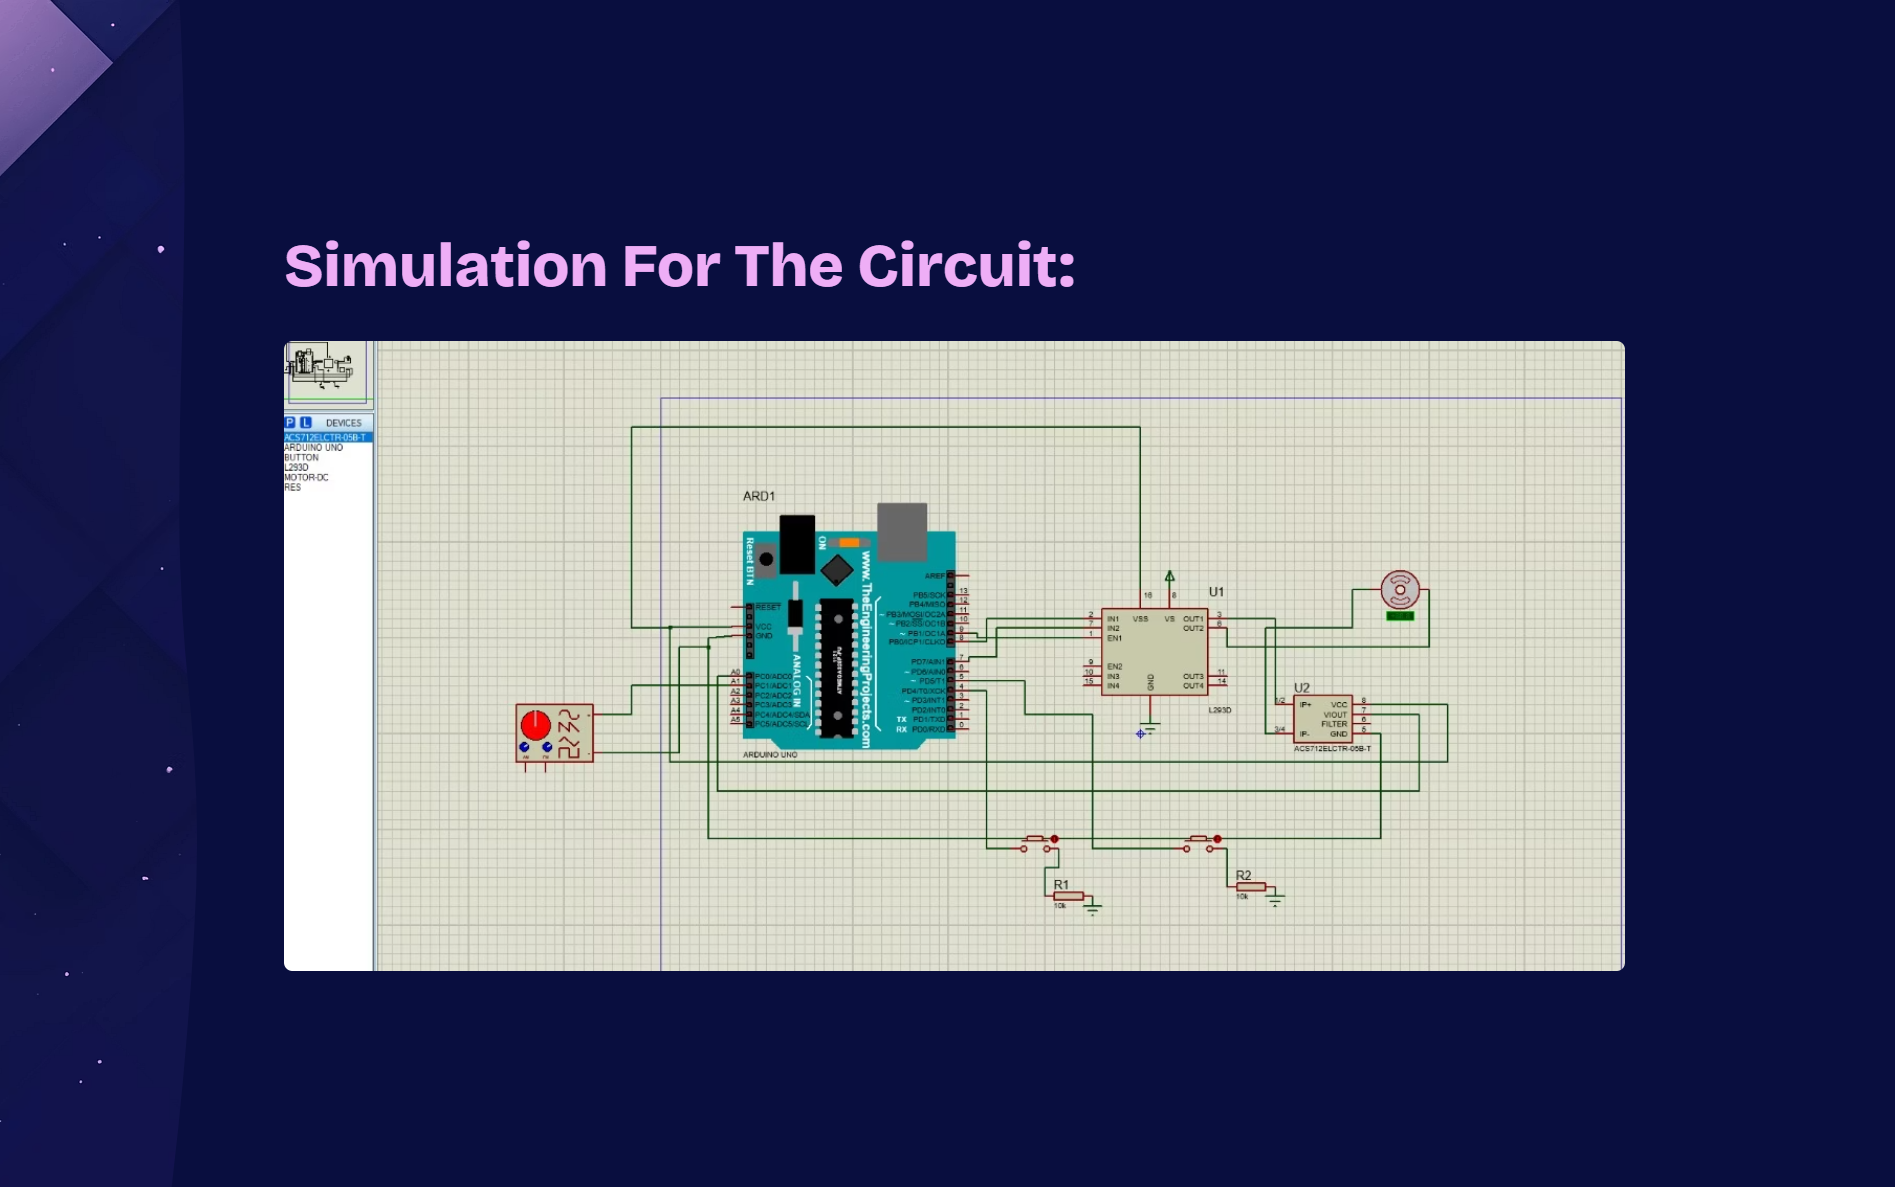 Simulation For The Circuit:
P L DEVICES
ACS712ELCTR-05B-T
ARDUINO UNO
BUTTON
L293D
MOTOR-DC
RES
ARD1
Reset BTN
ON
www.TheEngineeringProjects.com
ANALOG IN
RESET
VCC
GND
A0 PC0/ADC0
A1 PC1/ADC1
A2 PC2/ADC2
A3 PC3/ADC3
A4 PC4/ADC4/SDA
A5 PC5/ADC5/SCL
AREF
PB5/SCK 13
PB4/MISO 12
~ PB3/MOSI/OC2A 11
~ PB2/SS/OC1B 10
~ PB1/OC1A 9
PB0/ICP1/CLKO 8
PD7/AIN1 7
~ PD6/AIN0 6
~ PD5/T1 5
PD4/T0/XCK 4
~ PD3/INT1 3
PD2/INT0 2
TX PD1/TXD 1
RX PD0/RXD 0
ARDUINO UNO
U1
16 8
2 IN1 VSS VS OUT1 3
7 IN2 OUT2 6
1 EN1
9 EN2
10 IN3 OUT3 11
15 IN4 OUT4 14
GND
L293D
U2
1/2 IP+ VCC 8
VIOUT 7
FILTER 6
3/4 IP- GND 5
ACS712ELCTR-05B-T
R1
10k
R2
10k